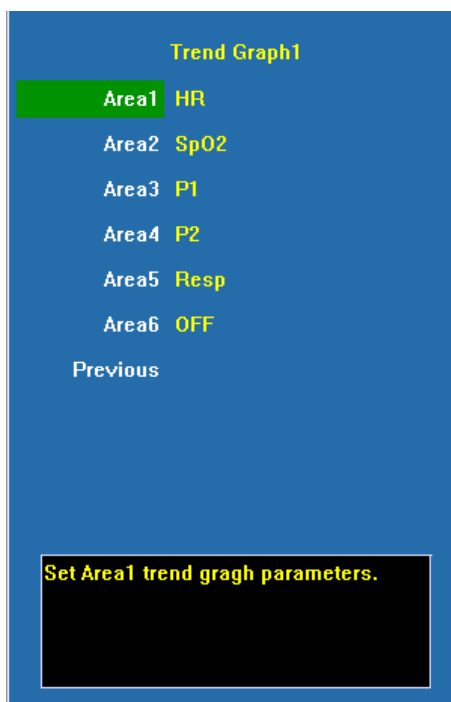 Trend Graph1
Area1 HR
Area2 SpO2
Area3 P1
Area4 P2
Area5 Resp
Area6 OFF
Previous
Set Area1 trend gragh parameters.